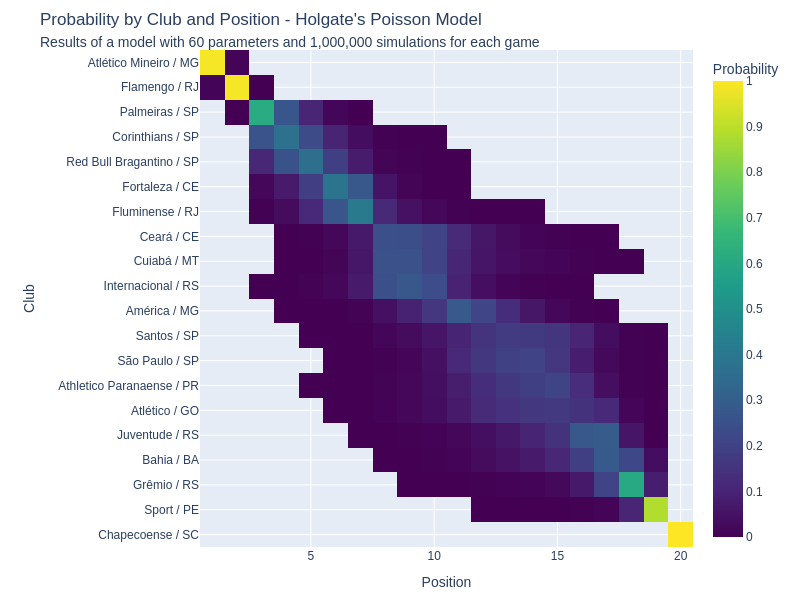 Probability by Club and Position - Holgate's Poisson Model
Results of a model with 60 parameters and 1,000,000 simulations for each game
Probability
Atlético Mineiro / MG
Flamengo / RJ
Palmeiras / SP
Corinthians / SP
Red Bull Bragantino / SP
Fortaleza / CE
Fluminense / RJ
Ceará / CE
Cuiabá / MT
Internacional / RS
América / MG
Santos / SP
São Paulo / SP
Athletico Paranaense / PR
Atlético / GO
Juventude / RS
Bahia / BA
Grêmio / RS
Sport / PE
Chapecoense / SC
Club
5
10
15
20
Position
1
0.9
0.8
0.7
0.6
0.5
0.4
0.3
0.2
0.1
0